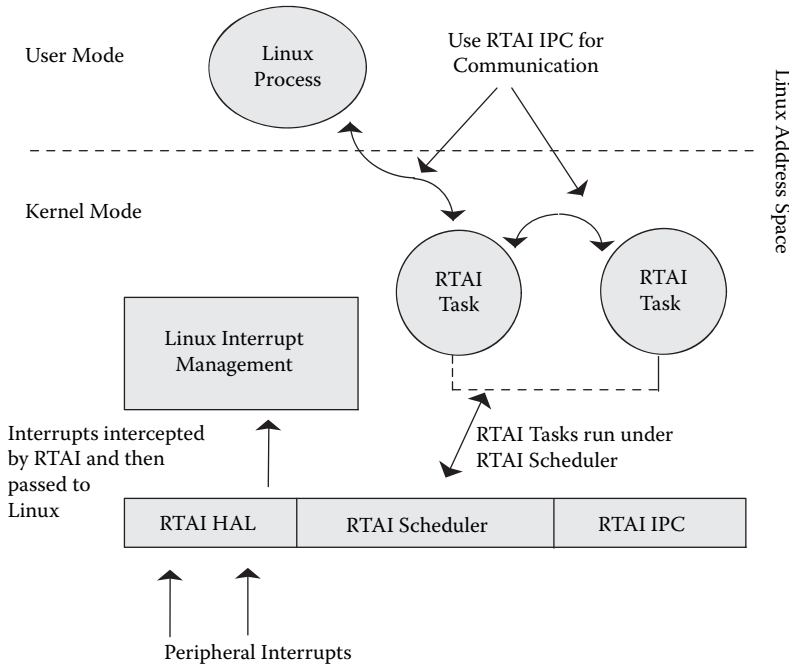 User Mode
Linux
Process
Use RTAI IPC for
Communication
Linux Address Space
Kernel Mode
RTAI
Task
RTAI
Task
Linux Interrupt
Management
Interrupts intercepted
by RTAI and then
passed to
Linux
RTAI Tasks run under
RTAI Scheduler
RTAI HAL
RTAI Scheduler
RTAI IPC
Peripheral Interrupts